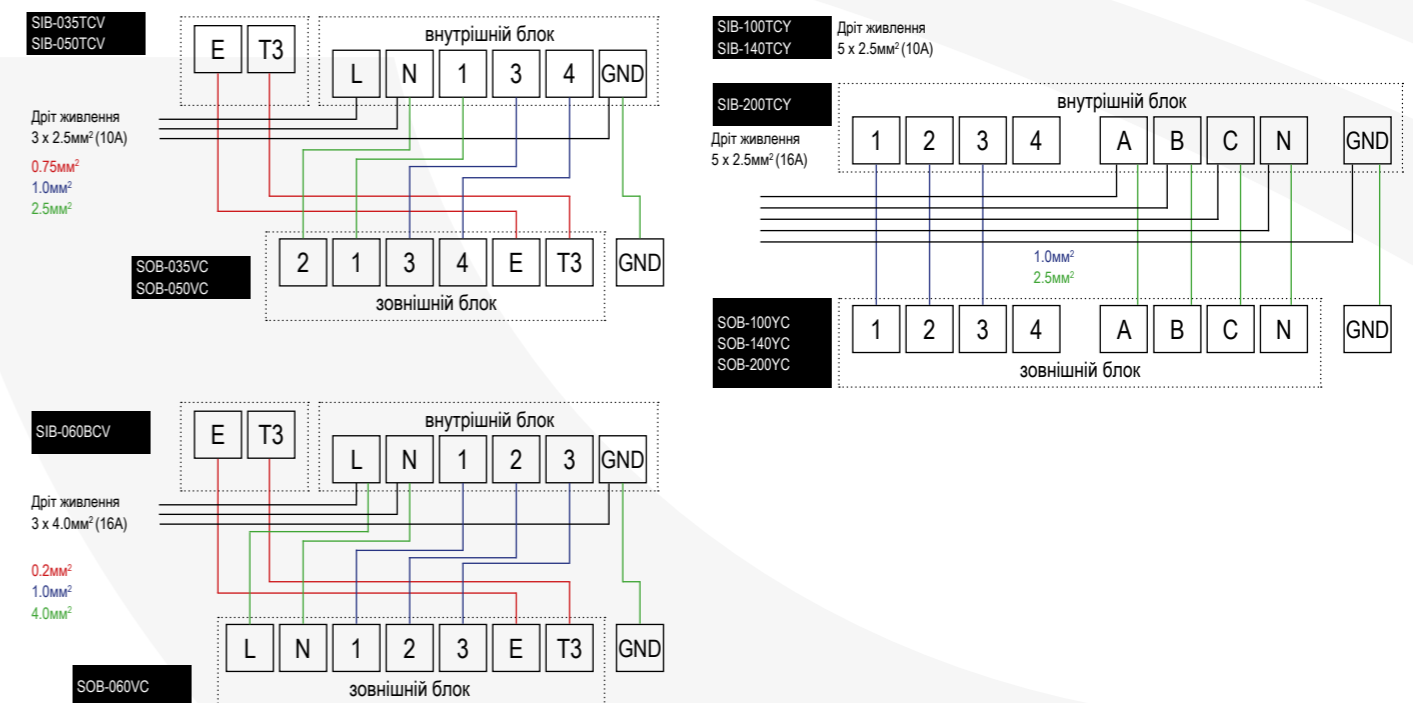 SIB-035TCV
SIB-050TCV
E T3
внутрішній блок
L N 1 3 4 GND
Дріт живлення
3 x 2.5мм² (10A)
0.75мм²
1.0мм²
2.5мм²
SOB-035VC
SOB-050VC
2 1 3 4 E T3 GND
зовнішній блок
SIB-060BCV
E T3
внутрішній блок
L N 1 2 3 GND
Дріт живлення
3 x 4.0мм² (16A)
0.2мм²
1.0мм²
4.0мм²
L N 1 2 3 E T3 GND
SOB-060VC
зовнішній блок
SIB-100TCY
SIB-140TCY
Дріт живлення
5 x 2.5мм² (10A)
SIB-200TCY
внутрішній блок
Дріт живлення
5 x 2.5мм² (16A)
1 2 3 4 A B C N GND
1.0мм²
2.5мм²
SOB-100YC
SOB-140YC
SOB-200YC
1 2 3 4 A B C N GND
зовнішній блок